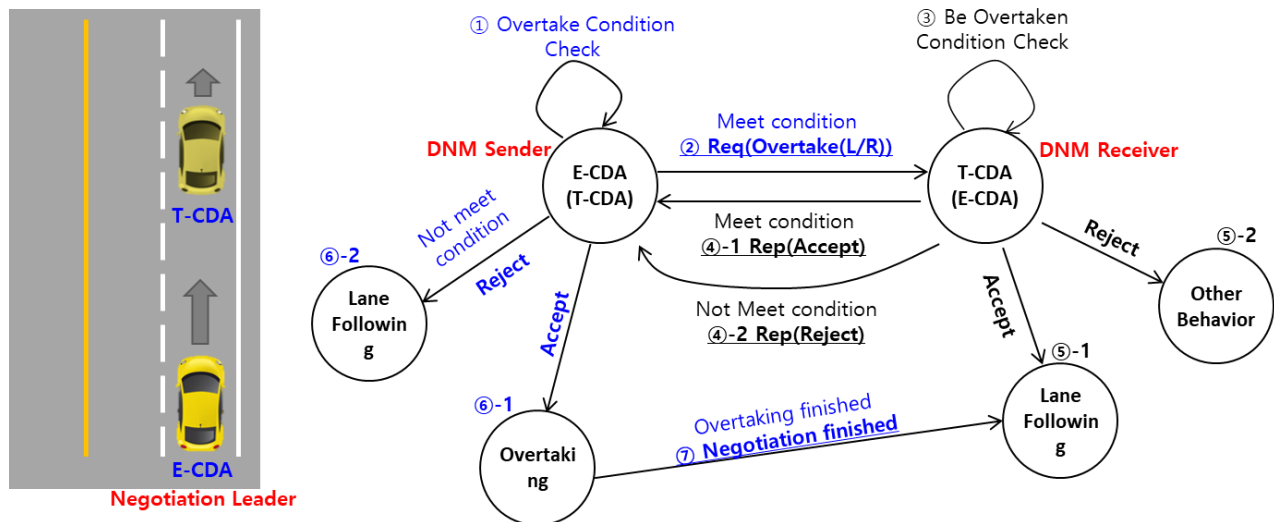 T-CDA
E-CDA
Negotiation Leader
① Overtake Condition
Check
③ Be Overtaken
Condition Check
DNM Sender
E-CDA
(T-CDA)
Meet condition
② Req(Overtake(L/R))
T-CDA
(E-CDA)
DNM Receiver
Meet condition
④-1 Rep(Accept)
Not Meet condition
④-2 Rep(Reject)
Not meet
condition
Reject
⑥-2
Lane
Followin
g
Accept
⑥-1
Overtaki
ng
Overtaking finished
⑦ Negotiation finished
Accept
⑤-1
Lane
Followin
g
Reject
⑤-2
Other
Behavior